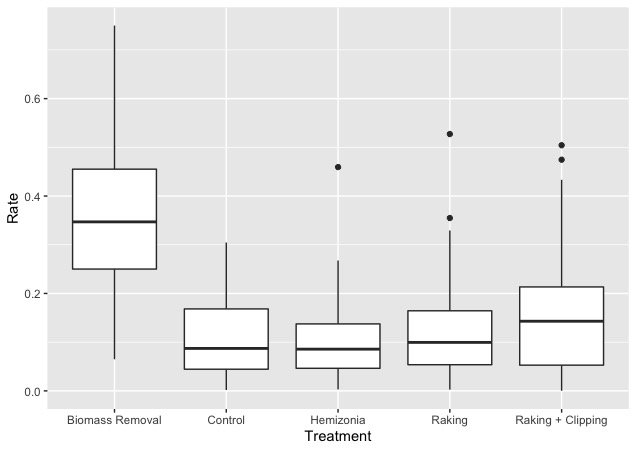 Rate
0.6
0.4
0.2
0.0
Biomass Removal Control Hemizonia Raking Raking + Clipping
Treatment